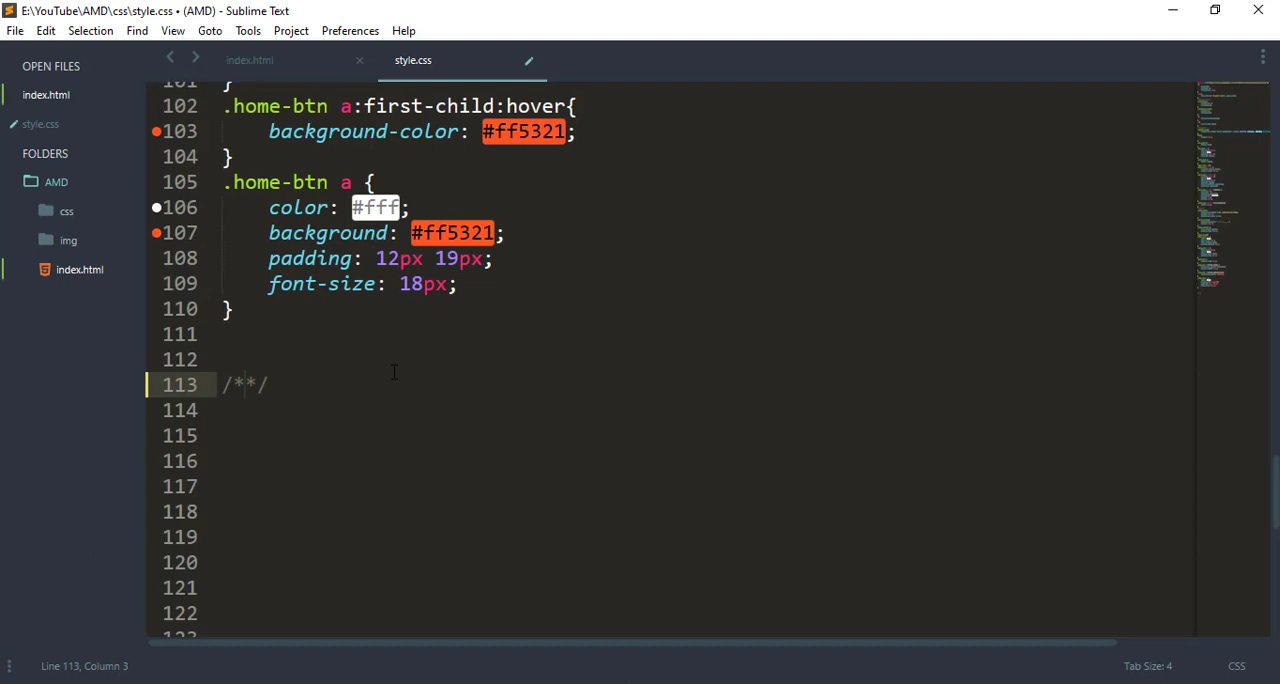 E:\YouTube\AMD\css\style.css • (AMD) - Sublime Text
File Edit Selection Find View Goto Tools Project Preferences Help
OPEN FILES
index.html
style.css
FOLDERS
AMD
css
img
index.html
index.html × style.css
101 }
102 .home-btn a:first-child:hover{
103 background-color: #ff5321;
104 }
105 .home-btn a {
106 color: #fff;
107 background: #ff5321;
108 padding: 12px 19px;
109 font-size: 18px;
110 }
111
112
113 /**/
114
115
116
117
118
119
120
121
122
123
Line 113, Column 3
Tab Size: 4 CSS